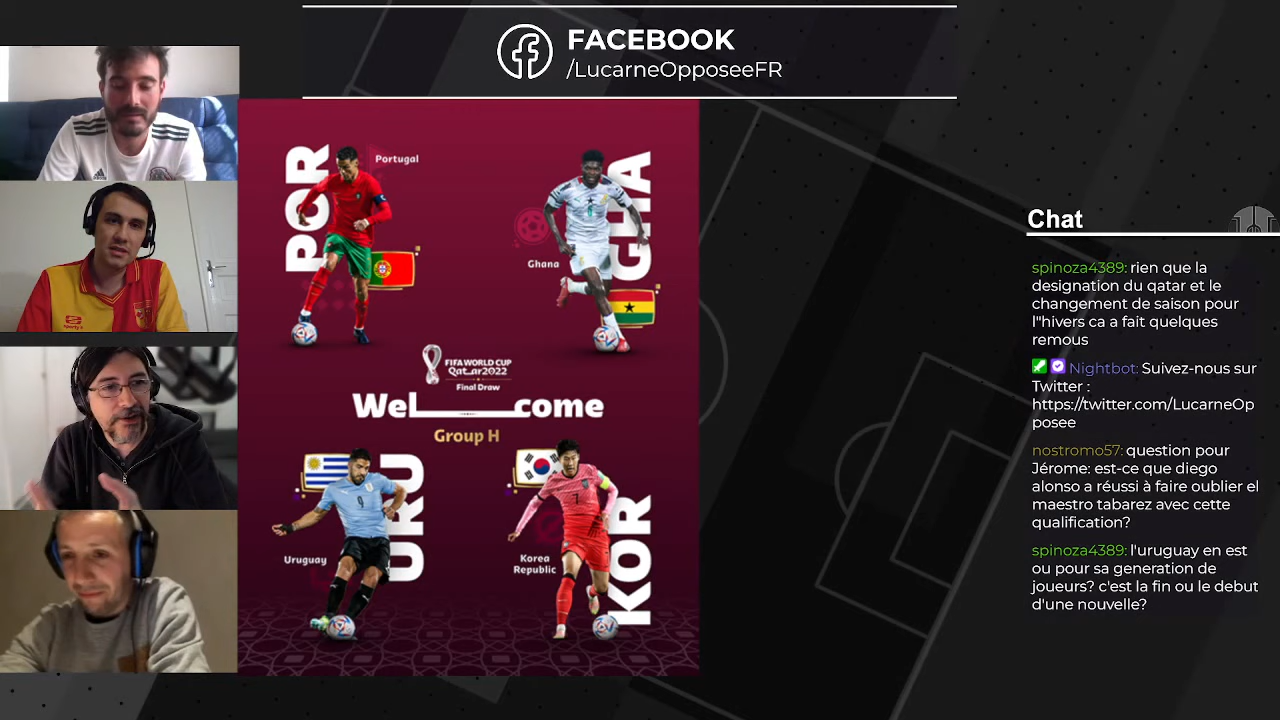 FACEBOOK
/LucarneOpposeeFR
POR
Portugal
GHA
Ghana
FIFA WORLD CUP
Qatar2022
Final Draw
Wel come
Group H
URU
9
Uruguay
KOR
7
Korea
Republic
Chat
spinoza4389: rien que la
designation du qatar et le
changement de saison pour
l"hivers ca a fait quelques
remous
Nightbot: Suivez-nous sur
Twitter :
https://twitter.com/LucarneOp
posee
nostromo57: question pour
Jérome: est-ce que diego
alonso a réussi à faire oublier el
maestro tabarez avec cette
qualification?
spinoza4389: l'uruguay en est
ou pour sa generation de
joueurs? c'est la fin ou le debut
d'une nouvelle?